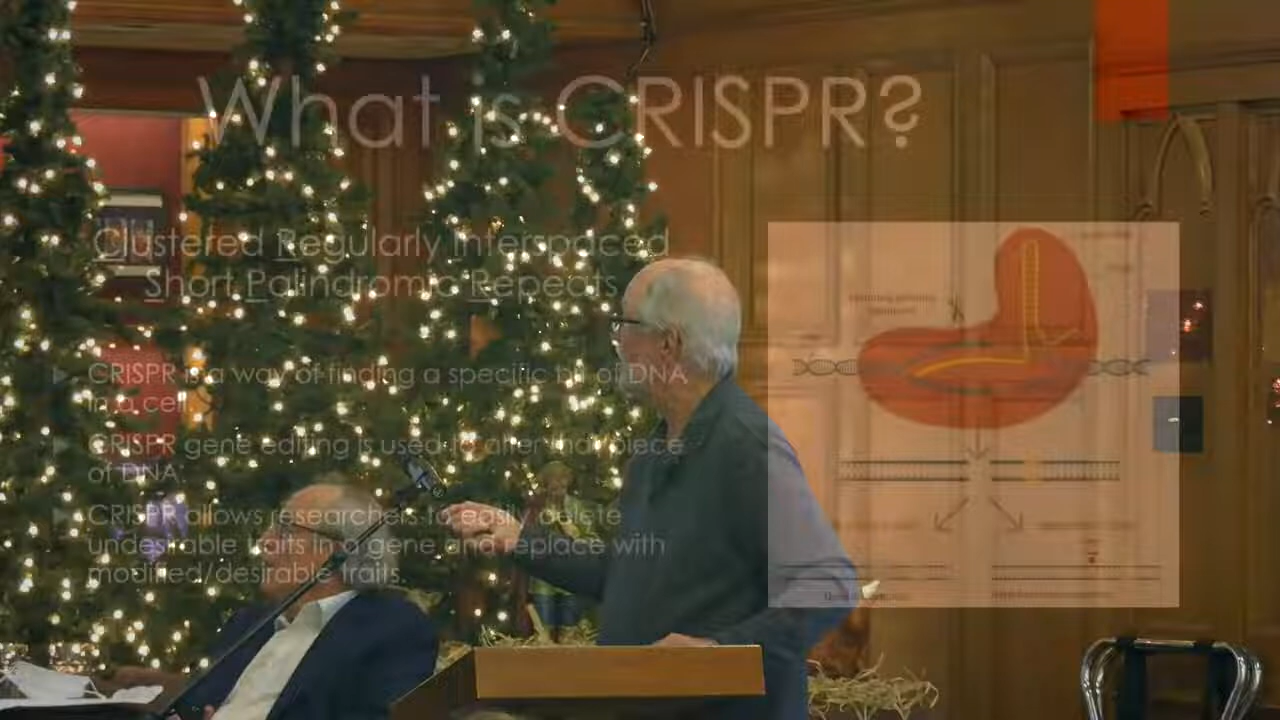 What is CRISPR?
Clustered Regularly Interspaced
Short Palindromic Repeats
CRISPR is a way of finding a specific bit of DNA
in a cell
CRISPR gene editing is used to alter that piece
of DNA.
CRISPR allows researchers to easily delete
undesirable traits in a gene and replace with
modified/desirable traits.